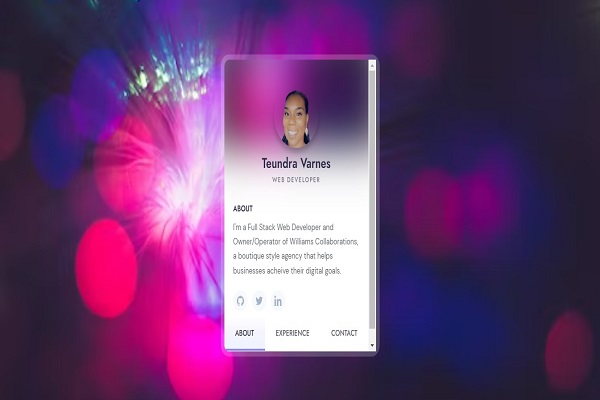 Teundra Varnes
WEB DEVELOPER
ABOUT
I'm a Full Stack Web Developer and
Owner/Operator of Williams Collaborations,
a boutique style agency that helps
businesses acheive their digital goals.
in
ABOUT EXPERIENCE CONTACT